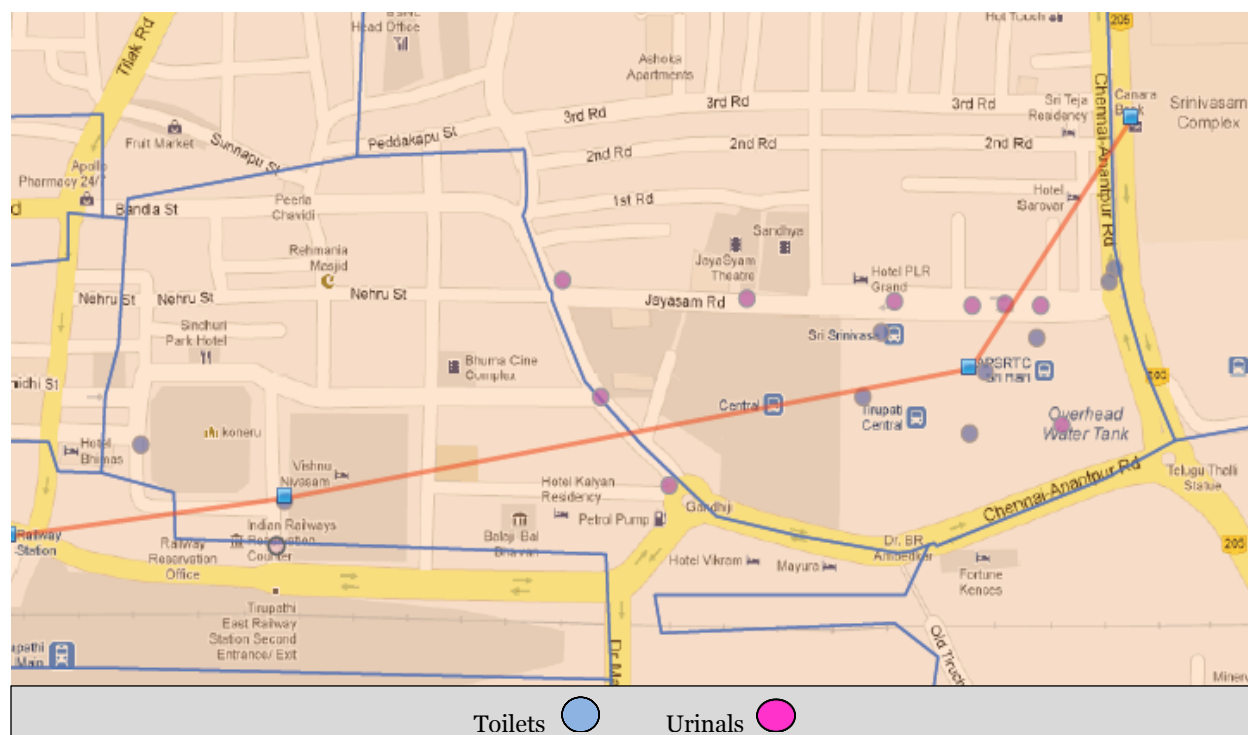 Head Office
Hot Touch
205
Tilak Rd
Ashoka
Apartments
3rd Rd
3rd Rd
3rd Rd
Sri Teja
Residency
Canara
Bank
Srinivasam
Complex
Chennai-Anantpur Rd
Fruit Market
Sunnapu St
Peddakapu St
2nd Rd
2nd Rd
2nd Rd
Apollo
Pharmacy 24/7
Bandla St
Peerla
Chavidi
1st Rd
Hotel
Sarovar
Sandhya
JayaSyam
Theatre
Rehmania
Masjid
Hotel PLR
Grand
Nehru St
Nehru St
Nehru St
Jayasam Rd
Sinchuri
Park Hotel
Sri Srinivasa
Bhuma Cine
Complex
APSRTC
Sri Hari
Central
Tirupati
Central
Overhead
Water Tank
koneru
Hotel
Bhimas
Vishnu
Nivasam
Hotel Kalyan
Residency
Gandhiji
Chennai-Anantpur Rd
Telugu Thalli
Statue
Petrol Pump
Railway
Station
Indian Railways
Reservation
Counter
Railway
Reservation
Office
Balaji Bal
Bhavan
Dr. BR
Ambedkar
205
Hotel Vikram
Mayura
Fortune
Kences
Tirupathi
East Railway
Station Second
Entrance/ Exit
Main
Toilets Urinals